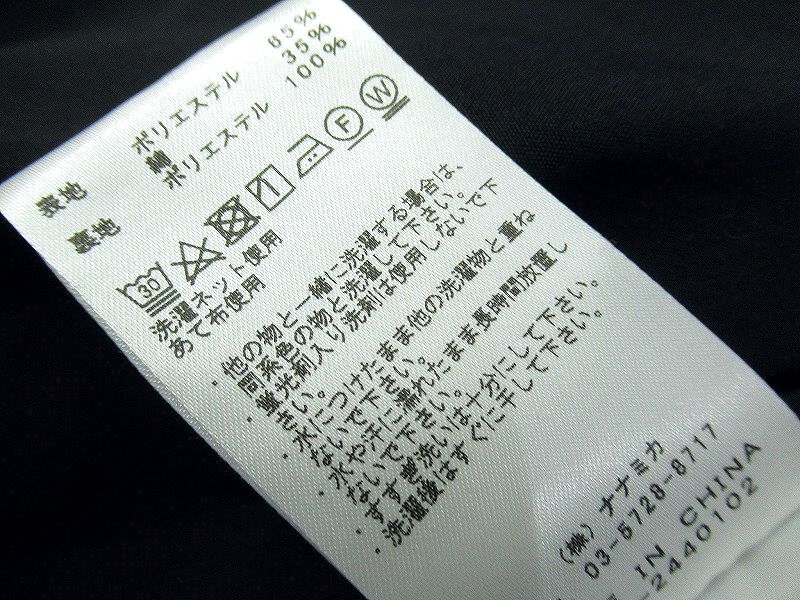 表地 ポリエステル 65%
綿 35%
裏地 ポリエステル 100%
30 F W
洗濯ネット使用
あて布使用
・他の物と一緒に洗濯する場合は、
同系色の物と洗濯して下さい。
・蛍光剤入り洗剤は使用しないで下
さい。
・水につけたまま他の洗濯物と重ね
ないで下さい。
・水や汗に濡れたまま長時間放置し
ないで下さい。
・すすぎ洗いは十分にして下さい。
・洗濯後はすぐに干して下さい。
(株)ナナミカ
03-5728-8717
IN CHINA
-2440102